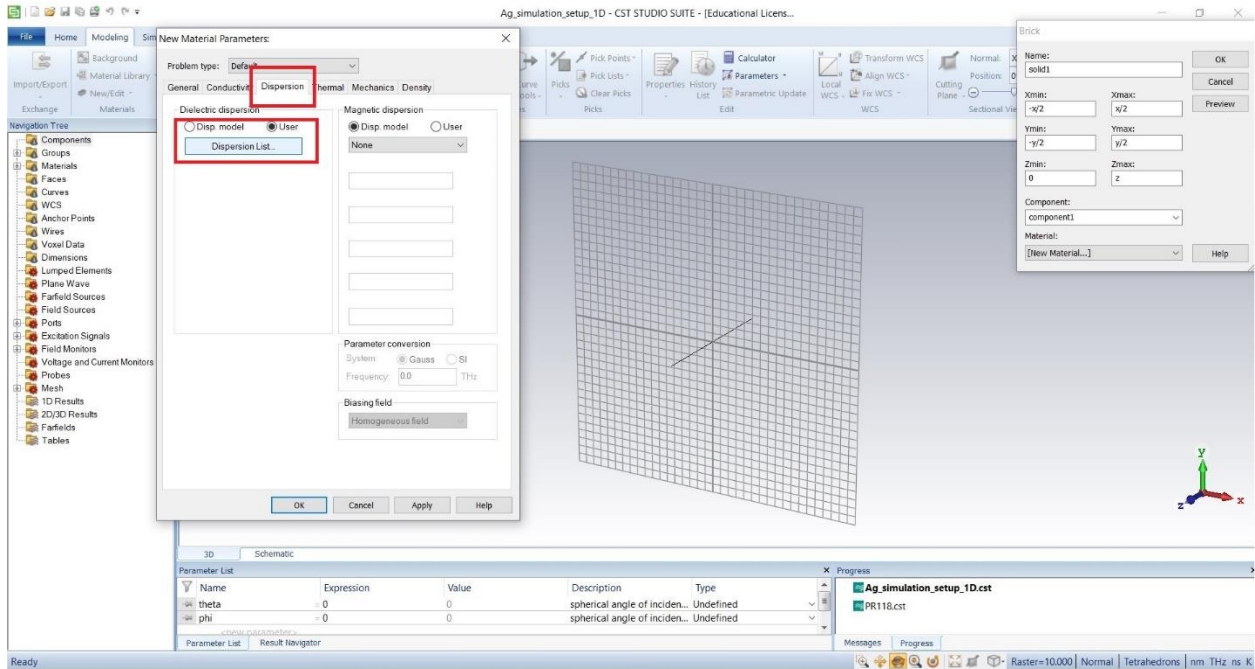 Ag_simulation_setup_1D - CST STUDIO SUITE - [Educational Licens...
File Home Modeling Sim
Import/Export
Background
Material Library
New/Edit
Exchange Materials
Curve Tools
Picks
Pick Points
Pick Lists
Clear Picks
Picks
Properties
History List
Calculator
Parameters
Parametric Update
Edit
Local WCS
Transform WCS
Align WCS
Fix WCS
WCS
Cutting Plane
Normal: X
Position: 0
Sectional Vie
Navigation Tree
Components
Groups
Materials
Faces
Curves
WCS
Anchor Points
Wires
Voxel Data
Dimensions
Lumped Elements
Plane Wave
Farfield Sources
Field Sources
Ports
Excitation Signals
Field Monitors
Voltage and Current Monitors
Probes
Mesh
1D Results
2D/3D Results
Farfields
Tables
New Material Parameters:
Problem type: Default
General Conductivit Dispersion Thermal Mechanics Density
Dielectric dispersion
Disp. model User
Dispersion List...
Magnetic dispersion
Disp. model User
None
Parameter conversion
System: Gauss SI
Frequency: 0.0 THz
Biasing field
Homogeneous field
OK Cancel Apply Help
Brick
Name:
solid1
Xmin: Xmax:
-x/2 x/2
Ymin: Ymax:
-y/2 y/2
Zmin: Zmax:
0 z
Component:
component1
Material:
[New Material...]
OK
Cancel
Preview
Help
y
x
z
3D Schematic
Parameter List
Name Expression Value Description Type
theta = 0 0 spherical angle of inciden... Undefined
phi = 0 0 spherical angle of inciden... Undefined
<new parameter>
Parameter List Result Navigator
Progress
Ag_simulation_setup_1D.cst
PR118.cst
Messages Progress
Ready
Raster=10.000 Normal Tetrahedrons nm THz ns K